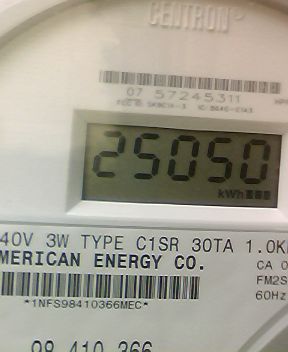 CENTRON
07 57245311
25050
kWh
40V 3W TYPE C1SR 30TA 1.0K
MERICAN ENERGY CO.
CA 0
FM2S
*1NFS98410366MEC*
60Hz
98 410 366